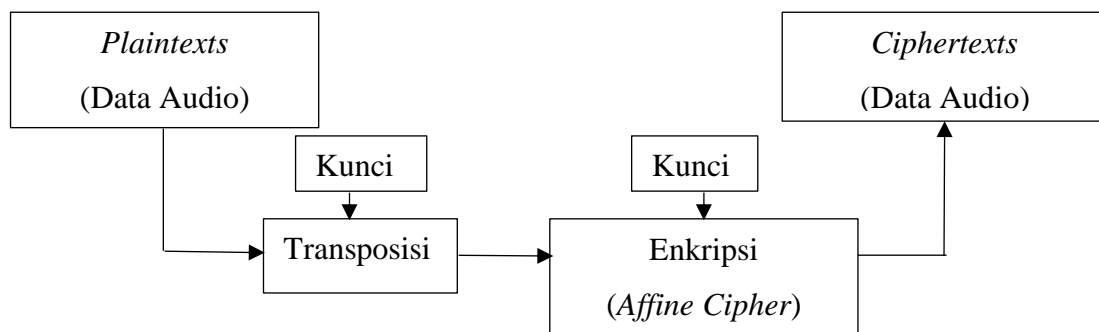 Plaintexts
(Data Audio)
Ciphertexts
(Data Audio)
Kunci
Kunci
Transposisi
Enkripsi
(Affine Cipher)